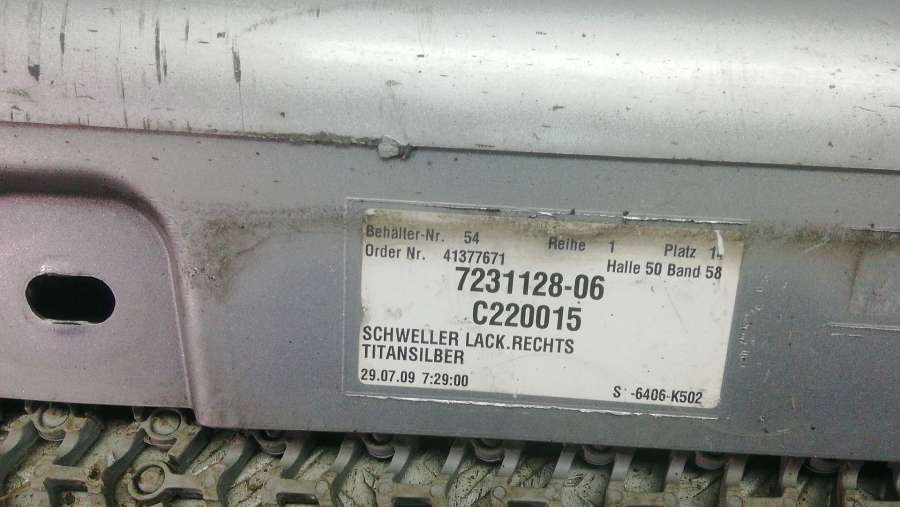 Behälter-Nr. 54 Reihe 1 Platz
Order Nr. 41377671 Halle 50 Band 58
7231128-06
C220015
SCHWELLER LACK.RECHTS
TITANSILBER
29.07.09 7:29:00 -6406-K502